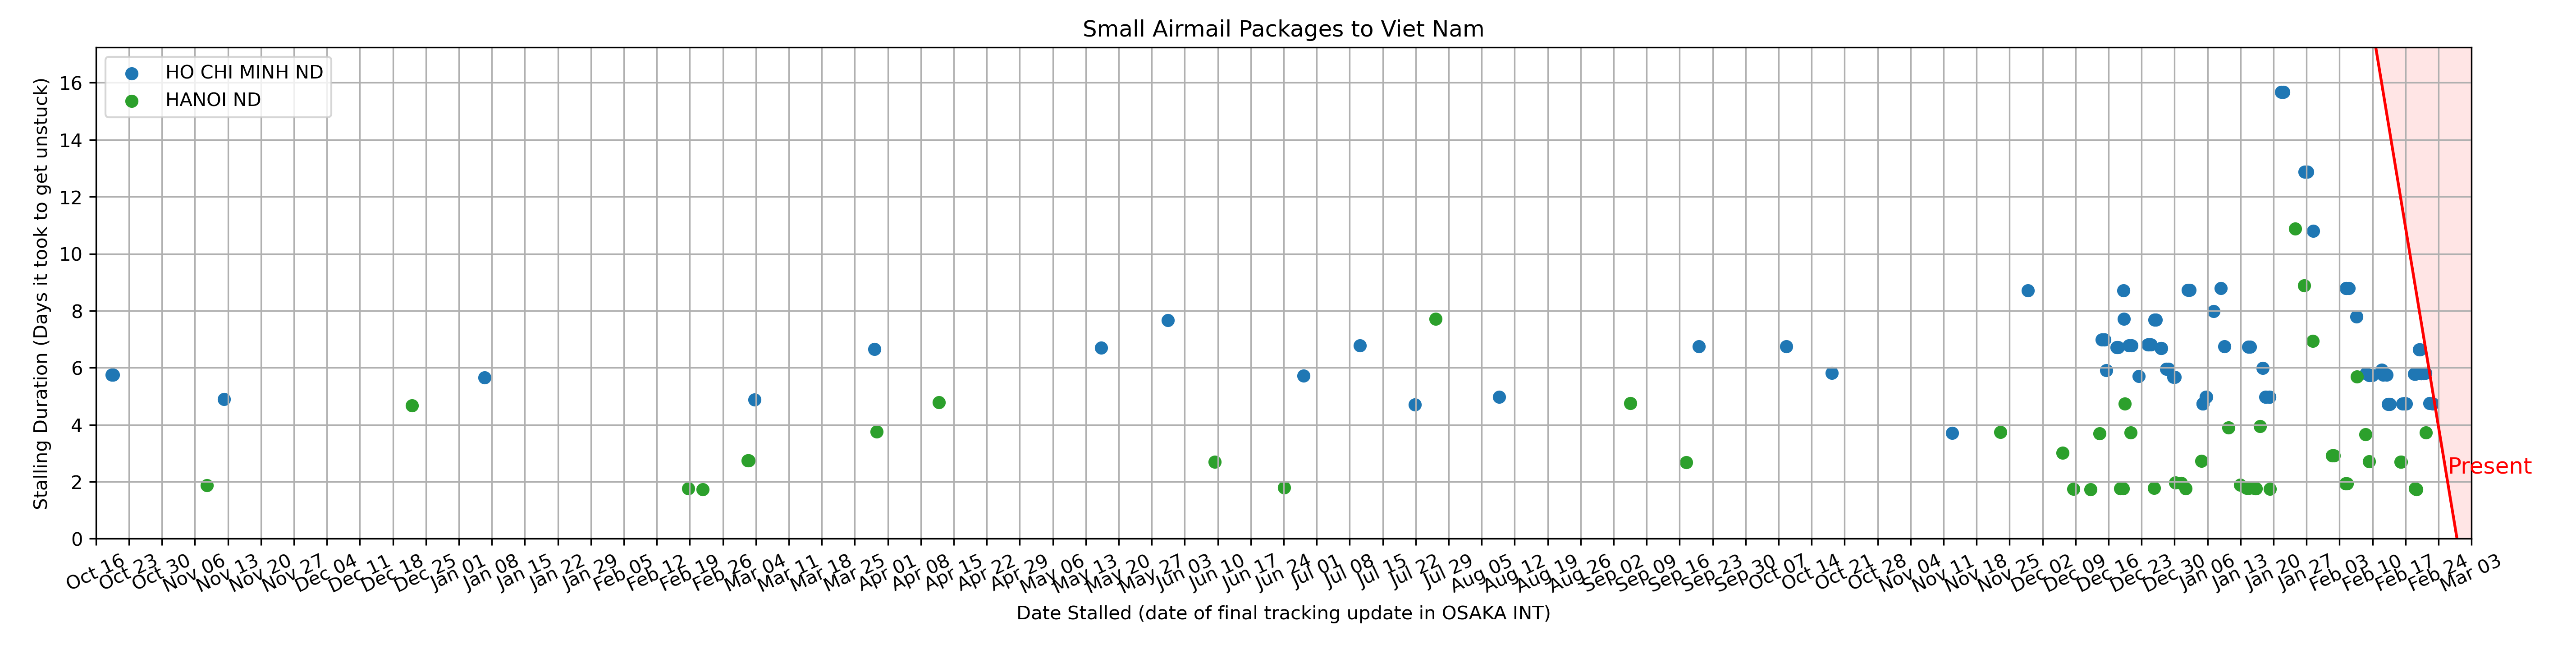 Small Airmail Packages to Viet Nam
HO CHI MINH ND
HANOI ND
Stalling Duration (Days it took to get unstuck)
16
14
12
10
8
6
4
2
0
Present
Oct 16
Oct 23
Oct 30
Nov 06
Nov 13
Nov 20
Nov 27
Dec 04
Dec 11
Dec 18
Dec 25
Jan 01
Jan 08
Jan 15
Jan 22
Jan 29
Feb 05
Feb 12
Feb 19
Feb 26
Mar 04
Mar 11
Mar 18
Mar 25
Apr 01
Apr 08
Apr 15
Apr 22
Apr 29
May 06
May 13
May 20
May 27
Jun 03
Jun 10
Jun 17
Jun 24
Jul 01
Jul 08
Jul 15
Jul 22
Jul 29
Aug 05
Aug 12
Aug 19
Aug 26
Sep 02
Sep 09
Sep 16
Sep 23
Sep 30
Oct 07
Oct 14
Oct 21
Oct 28
Nov 04
Nov 11
Nov 18
Nov 25
Dec 02
Dec 09
Dec 16
Dec 23
Dec 30
Jan 06
Jan 13
Jan 20
Jan 27
Feb 03
Feb 10
Feb 17
Feb 24
Mar 03
Date Stalled (date of final tracking update in OSAKA INT)